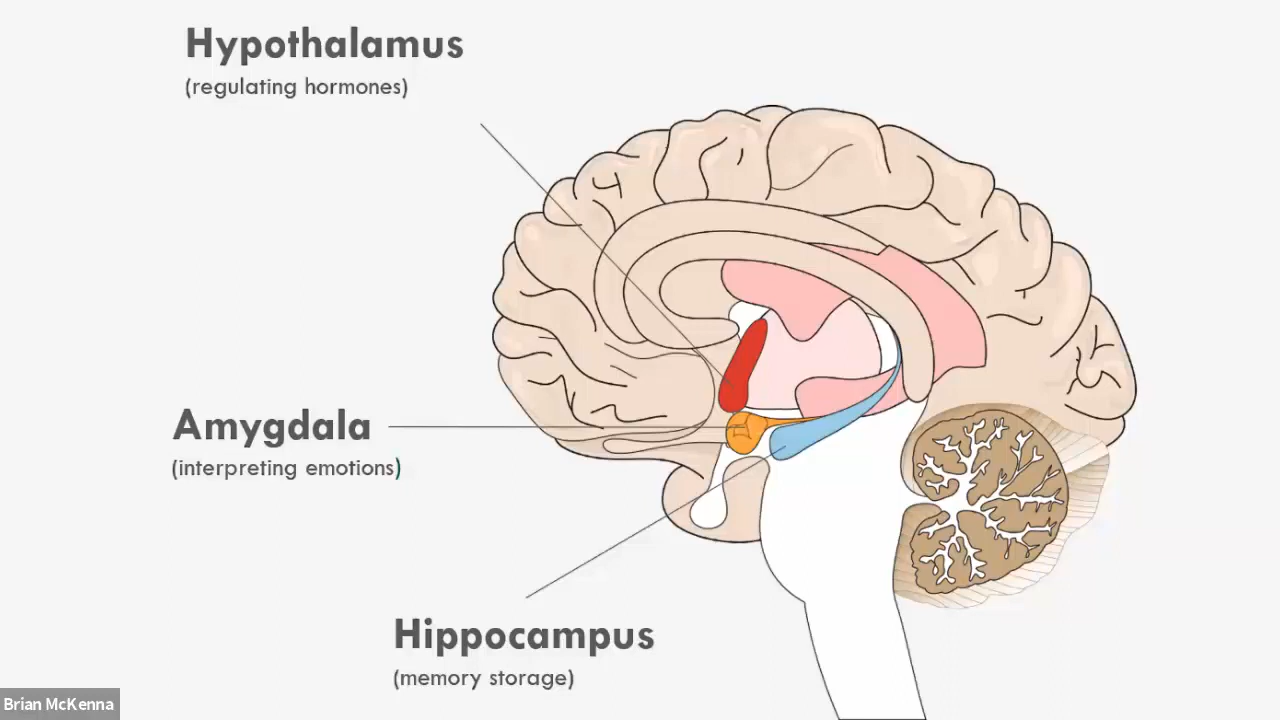 Hypothalamus
(regulating hormones)
Amygdala
(interpreting emotions)
Hippocampus
(memory storage)
Brian McKenna